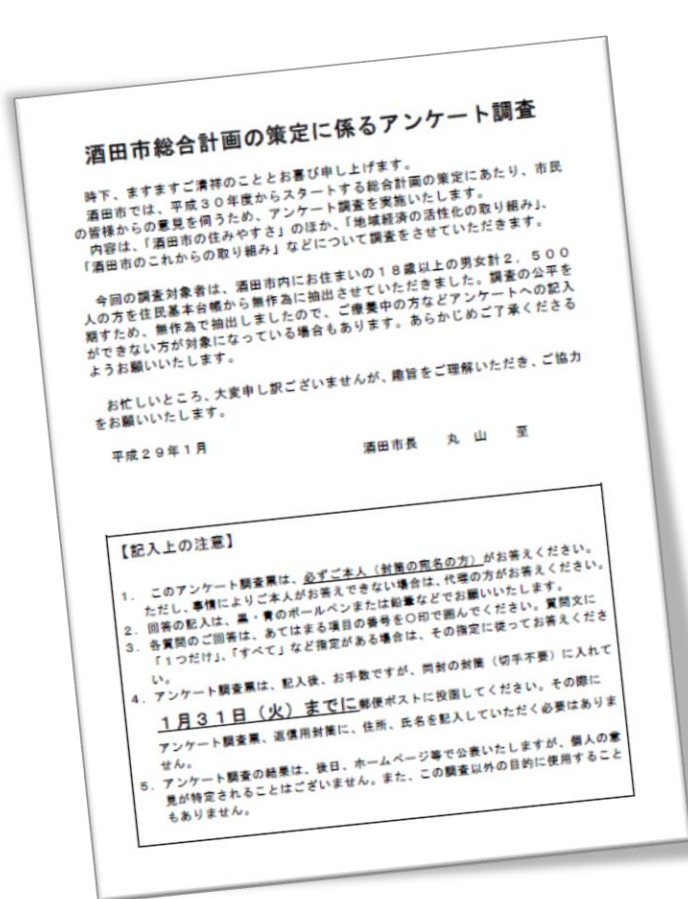 酒田市総合計画の策定に係るアンケート調査
時下、ますますご清祥のこととお喜び申し上げます。
酒田市では、平成３０年度からスタートする総合計画の策定にあたり、市民
の皆様からの意見を伺うため、アンケート調査を実施いたします。
内容は、「酒田市の住みやすさ」のほか、「地域経済の活性化の取り組み」、
「酒田市のこれからの取り組み」などについて調査をさせていただきます。
今回の調査対象者は、酒田市内にお住まいの１８歳以上の男女計２，５００
人の方を住民基本台帳から無作為に抽出させていただきました。調査の公平を
期すため、無作為で抽出しましたので、ご療養中の方などアンケートへの記入
ができない方が対象になっている場合もあります。あらかじめご了承くださる
ようお願いいたします。
お忙しいところ、大変申し訳ございませんが、趣旨をご理解いただき、ご協力
をお願いいたします。
平成２９年１月　酒田市長　丸　山　至
【記入上の注意】
１．このアンケート調査票は、必ずご本人（封筒の宛名の方）がお答えください。
ただし、事情によりご本人がお答えできない場合は、代理の方がお答えください。
２．回答の記入は、黒・青のボールペンまたは鉛筆などでお願いいたします。
３．各質問のご回答は、あてはまる項目の番号を○印で囲んでください。質問文に
「１つだけ」、「すべて」など指定がある場合は、その指定に従ってお答えくださ
い。
４．アンケート調査票は、記入後、お手数ですが、同封の封筒（切手不要）に入れて
１月３１日（火）までに郵便ポストに投函してください。その際に
アンケート調査票、返信用封筒に、住所、氏名を記入していただく必要はありま
せん。
５．アンケート調査の結果は、後日、ホームページ等で公表いたしますが、個人の意
見が特定されることはございません。また、この調査以外の目的に使用すること
もありません。